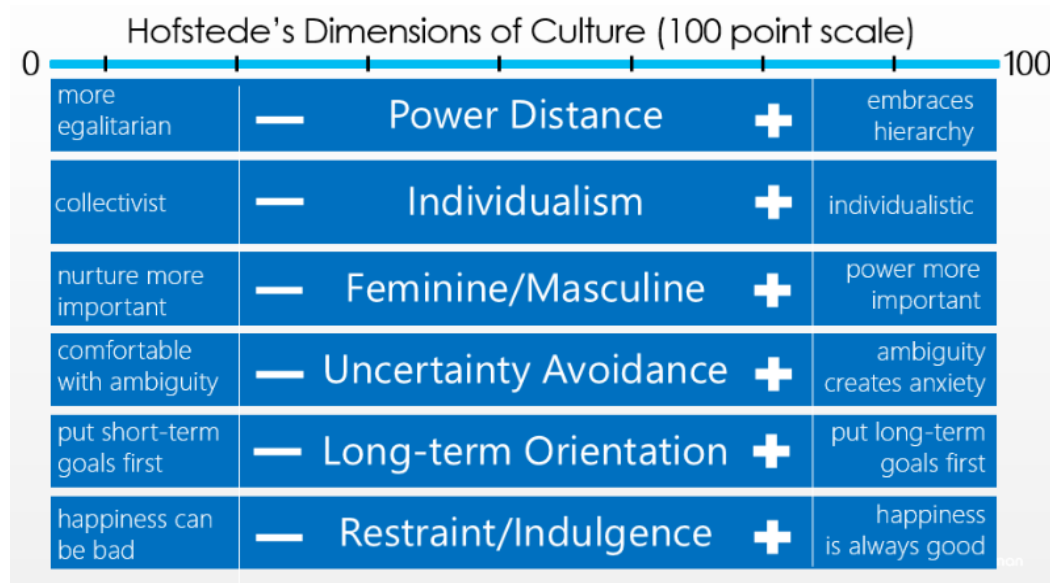 Hofstede's Dimensions of Culture (100 point scale)
0
100
more
egalitarian
Power Distance
embraces
hierarchy
collectivist
Individualism
individualistic
nurture more
important
Feminine/Masculine
power more
important
comfortable
with ambiguity
Uncertainty Avoidance
ambiguity
creates anxiety
put short-term
goals first
Long-term Orientation
put long-term
goals first
happiness can
be bad
Restraint/Indulgence
happiness
is always good